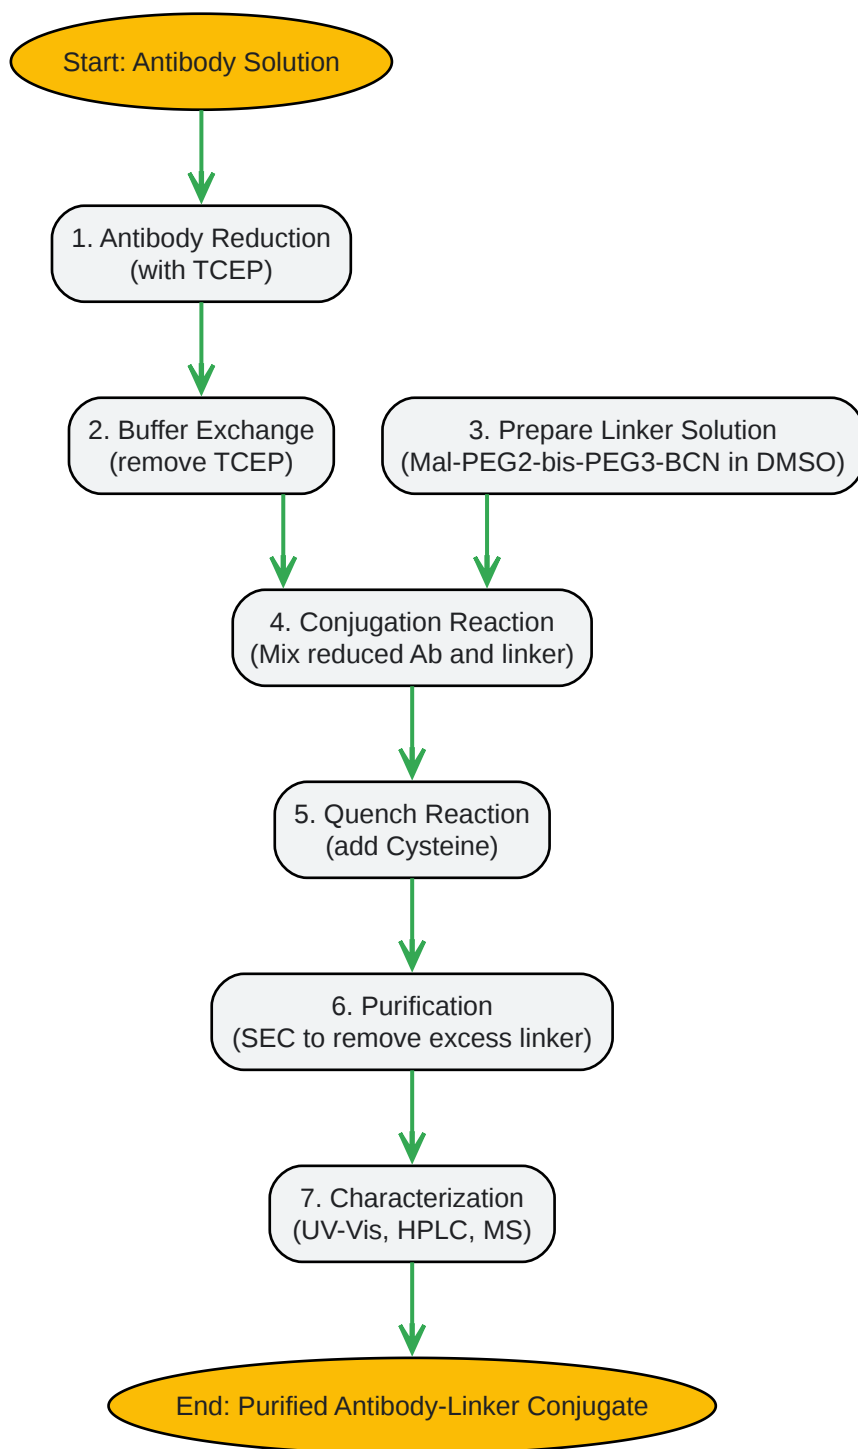 Start: Antibody Solution
1. Antibody Reduction
(with TCEP)
2. Buffer Exchange
(remove TCEP)
3. Prepare Linker Solution
(Mal-PEG2-bis-PEG3-BCN in DMSO)
4. Conjugation Reaction
(Mix reduced Ab and linker)
5. Quench Reaction
(add Cysteine)
6. Purification
(SEC to remove excess linker)
7. Characterization
(UV-Vis, HPLC, MS)
End: Purified Antibody-Linker Conjugate